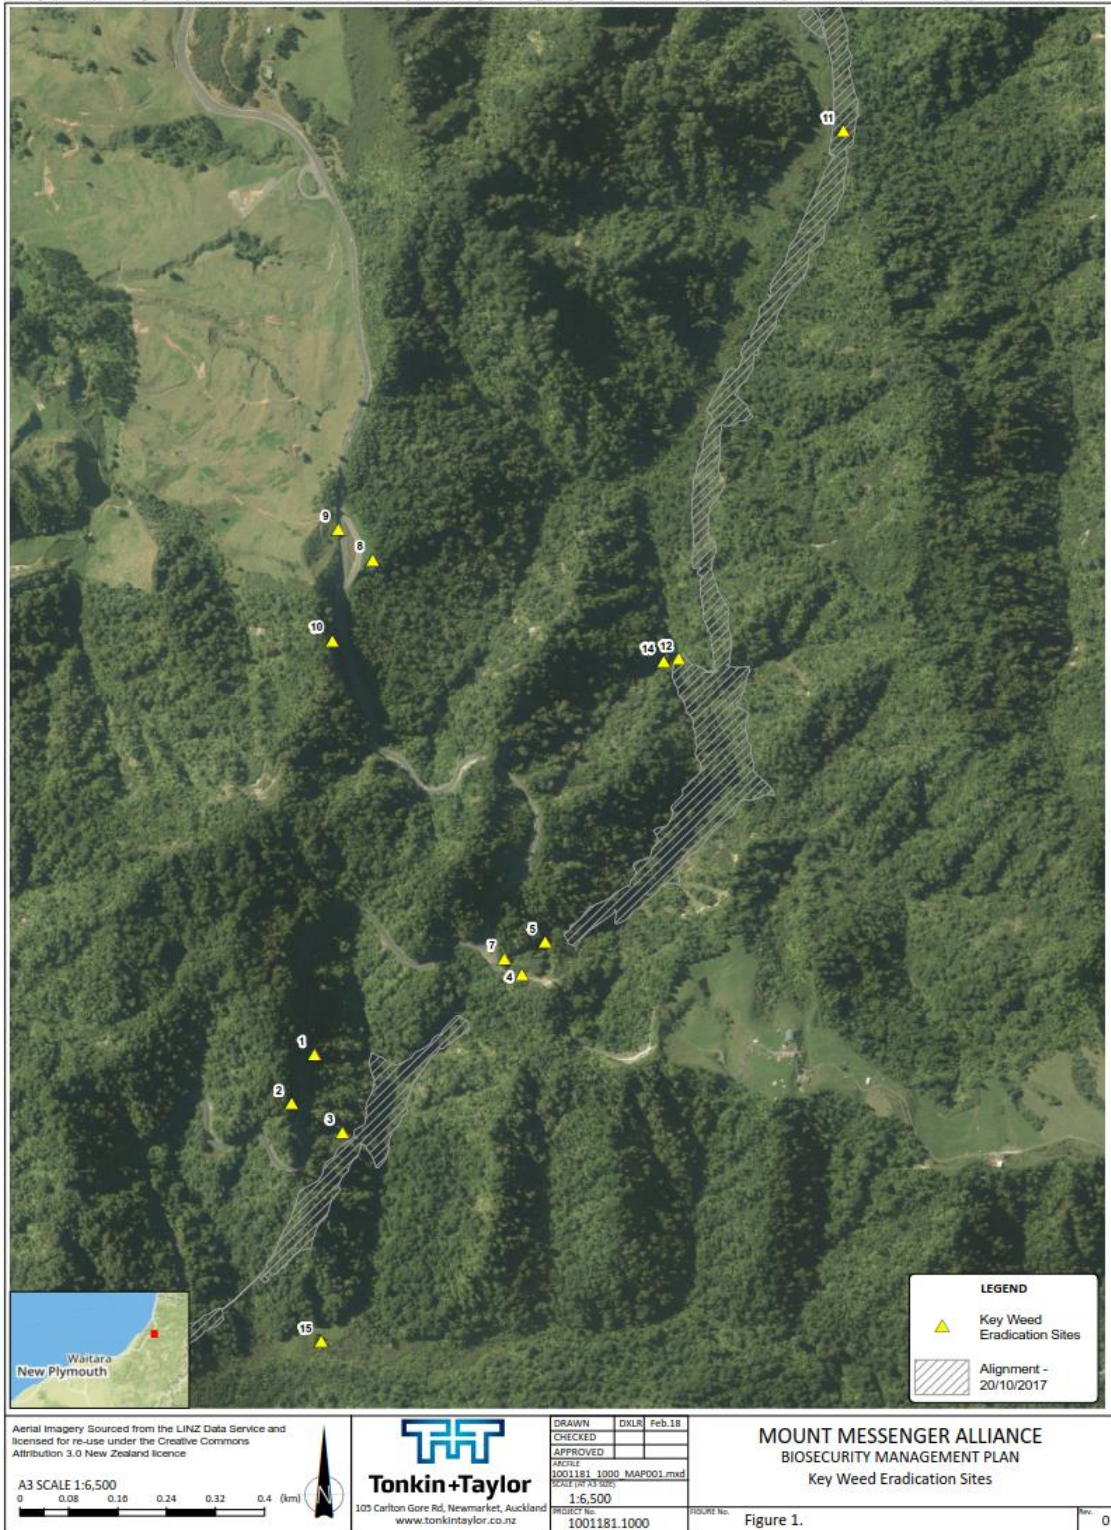 11
9
8
10
14 12
5
7
4
1
2
3
15
Waitara
New Plymouth
LEGEND
Key Weed
Eradication Sites
Alignment -
20/10/2017
Aerial Imagery Sourced from the LINZ Data Service and
licensed for re-use under the Creative Commons
Attribution 3.0 New Zealand licence
A3 SCALE 1:6,500
0 0.08 0.16 0.24 0.32 0.4 (km)
N
Tonkin+Taylor
105 Carlton Gore Rd, Newmarket, Auckland
www.tonkintaylor.co.nz
DRAWN DXLR Feb.18
CHECKED
APPROVED
ARCFILE
1001181_1000_MAP001.mxd
SCALE (AT A3 SIZE)
1:6,500
PROJECT No.
1001181.1000
MOUNT MESSENGER ALLIANCE
BIOSECURITY MANAGEMENT PLAN
Key Weed Eradication Sites
FIGURE No.
Figure 1.
Rev.
0